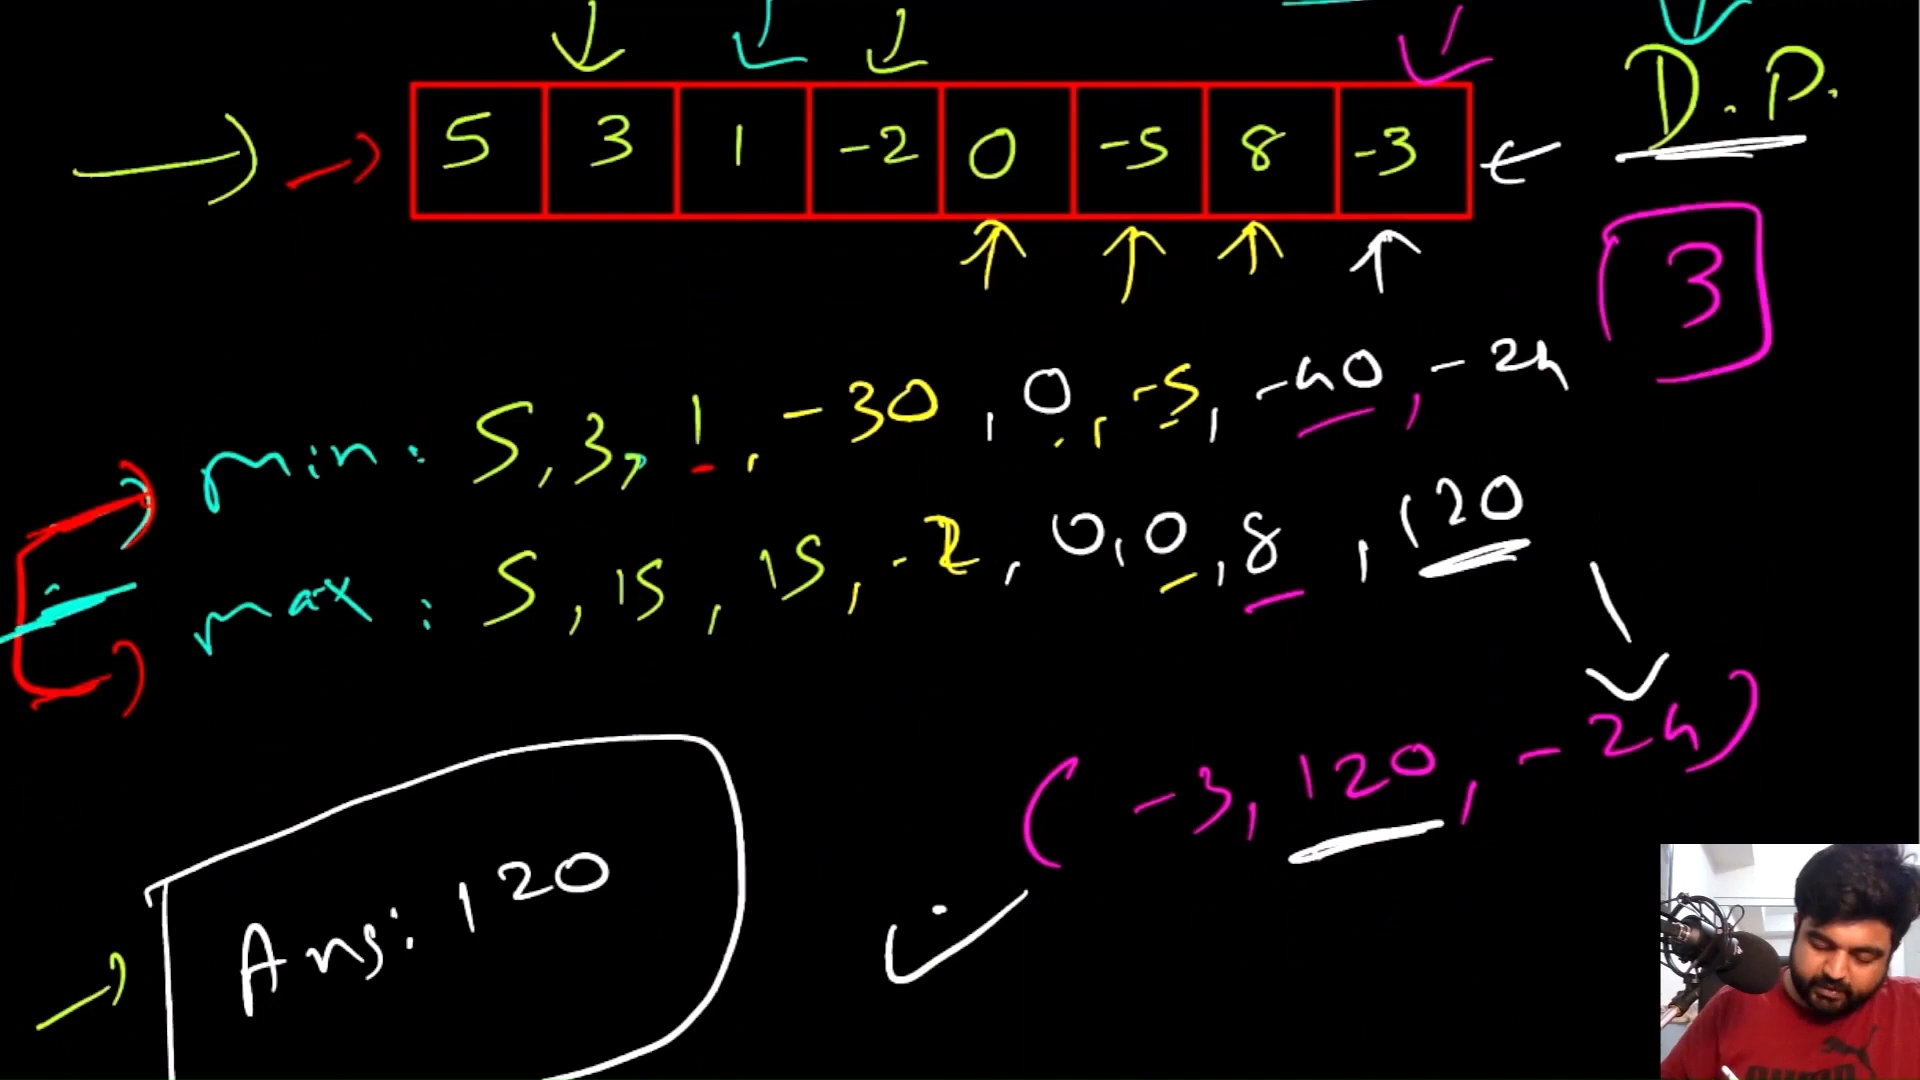 5 3 1 -2 0 -5 8 -3
D.P.
3
min: 5, 3, 1, -30, 0, -5, -40, -24
max: 5, 15, 15, -2, 0, 0, 8, 120
(-3, 120, -24)
Ans: 120